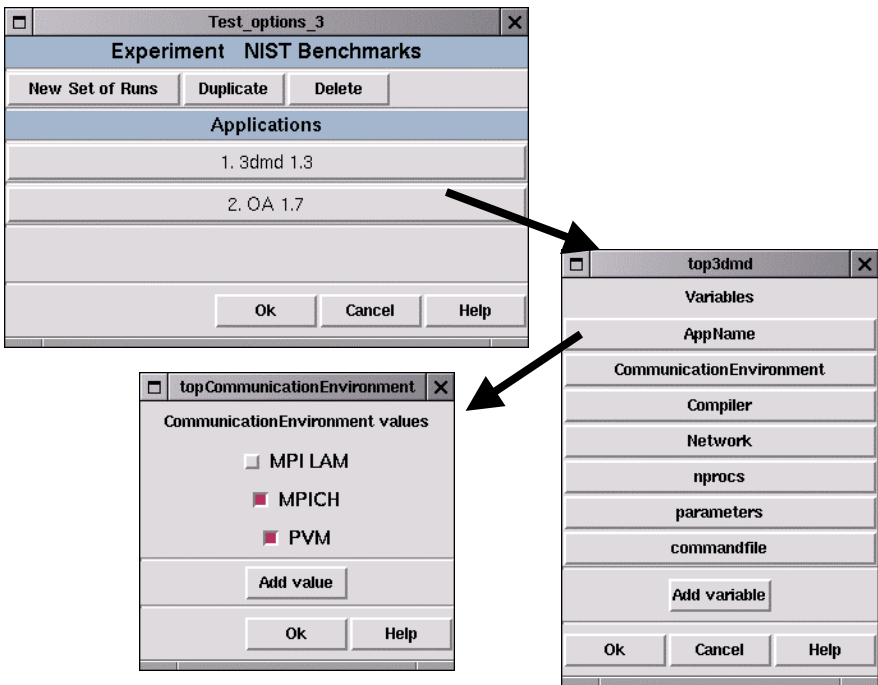 Test_options_3
Experiment NIST Benchmarks
New Set of Runs Duplicate Delete
Applications
1. 3dmd 1.3
2. OA 1.7
Ok Cancel Help
top3dmd
Variables
AppName
CommunicationEnvironment
Compiler
Network
nprocs
parameters
commandfile
Add variable
Ok Cancel Help
topCommunicationEnvironment
CommunicationEnvironment values
MPI LAM
MPICH
PVM
Add value
Ok Help